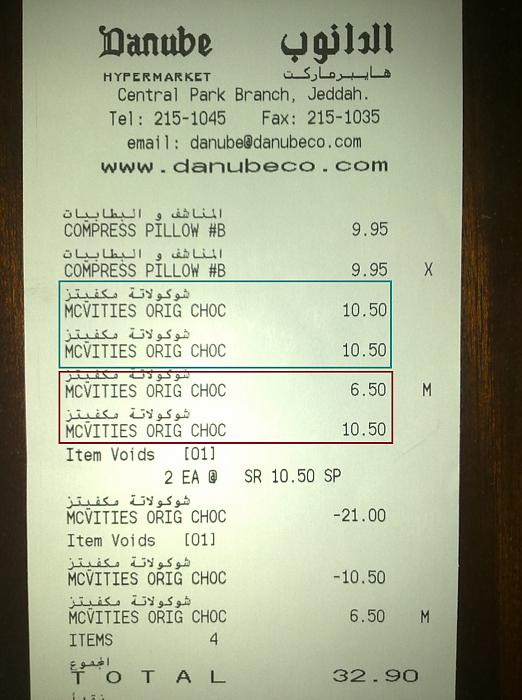 Danube الدانوب
HYPERMARKET هايبرماركت
Central Park Branch, Jeddah.
Tel: 215-1045 Fax: 215-1035
email: danube@danubeco.com
www.danubeco.com
المناشف و البطانيات
COMPRESS PILLOW #B 9.95
المناشف و البطانيات
COMPRESS PILLOW #B 9.95 X
شوكولاتة مكفيتز
MCVITIES ORIG CHOC 10.50
شوكولاتة مكفيتز
MCVITIES ORIG CHOC 10.50
شوكولاتة مكفيتز
MCVITIES ORIG CHOC 6.50 M
شوكولاتة مكفيتز
MCVITIES ORIG CHOC 10.50
Item Voids [01]
2 EA @ SR 10.50 SP
شوكولاتة مكفيتز
MCVITIES ORIG CHOC -21.00
Item Voids [01]
شوكولاتة مكفيتز
MCVITIES ORIG CHOC -10.50
شوكولاتة مكفيتز
MCVITIES ORIG CHOC 6.50 M
ITEMS 4
المجموع
TOTAL 32.90